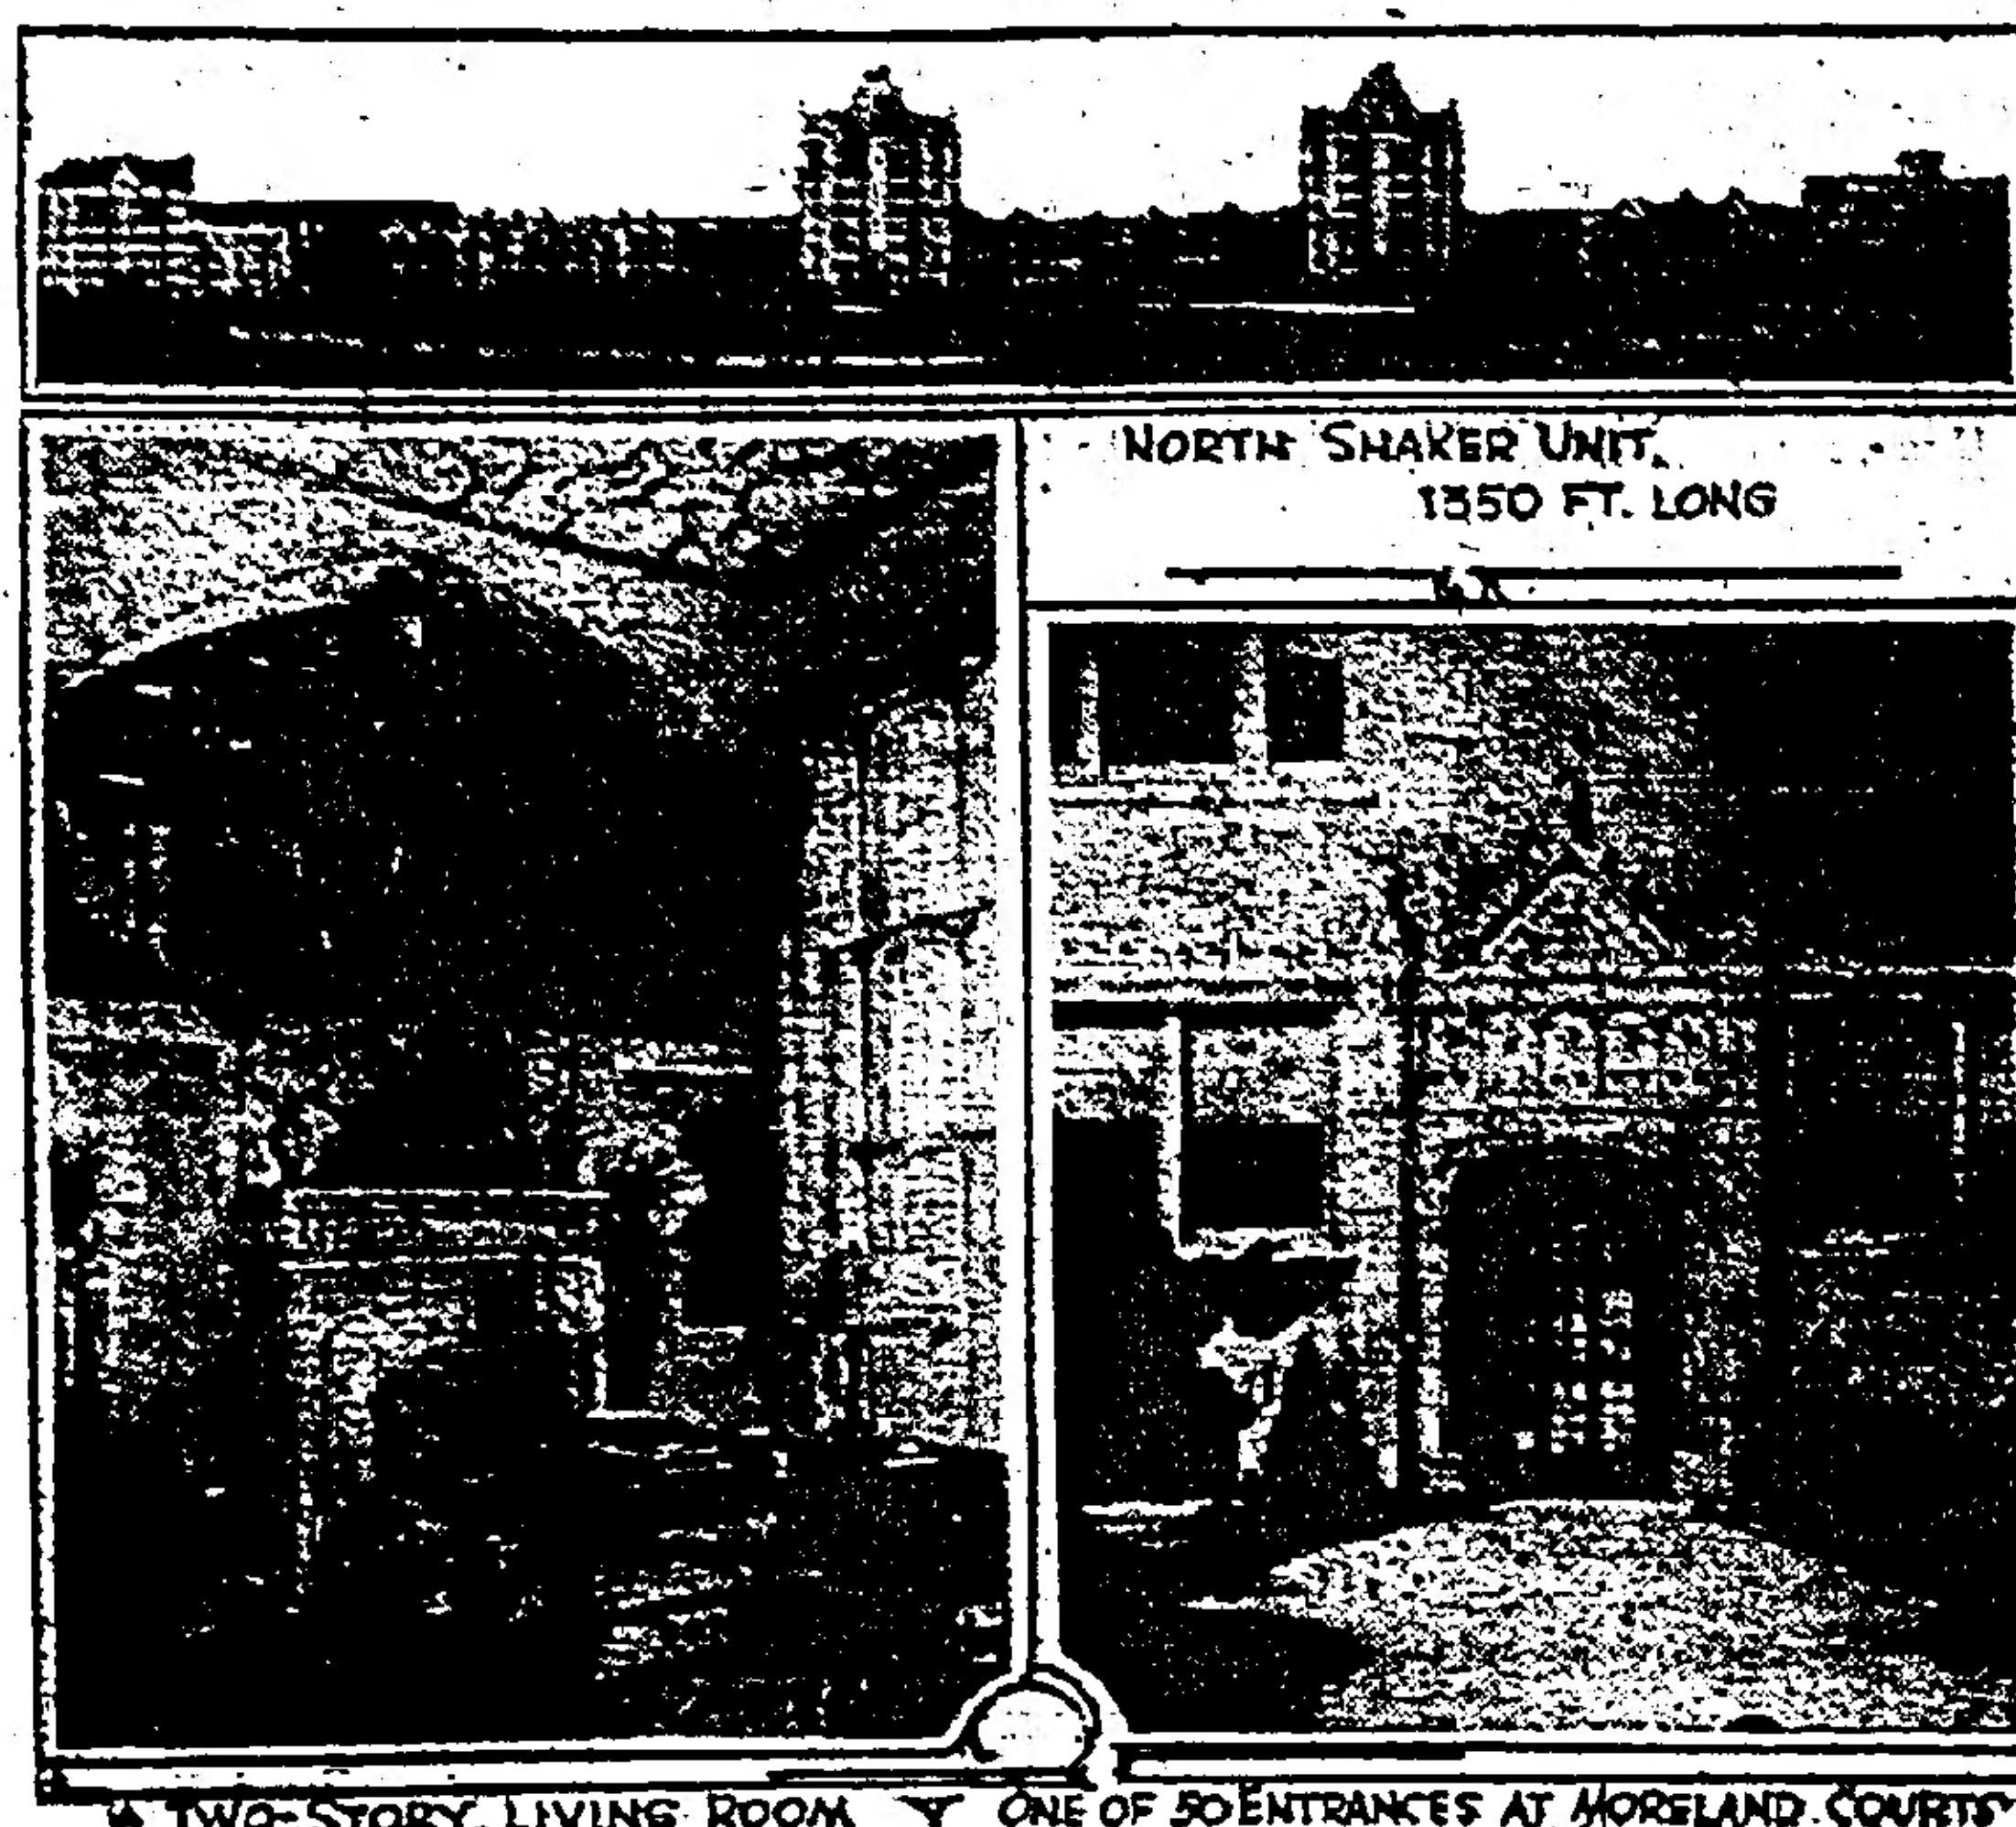 NORTH SHAKER UNIT.
1350 FT. LONG
TWO-STORY LIVING ROOM
ONE OF 50 ENTRANCES AT MORELAND COURTS